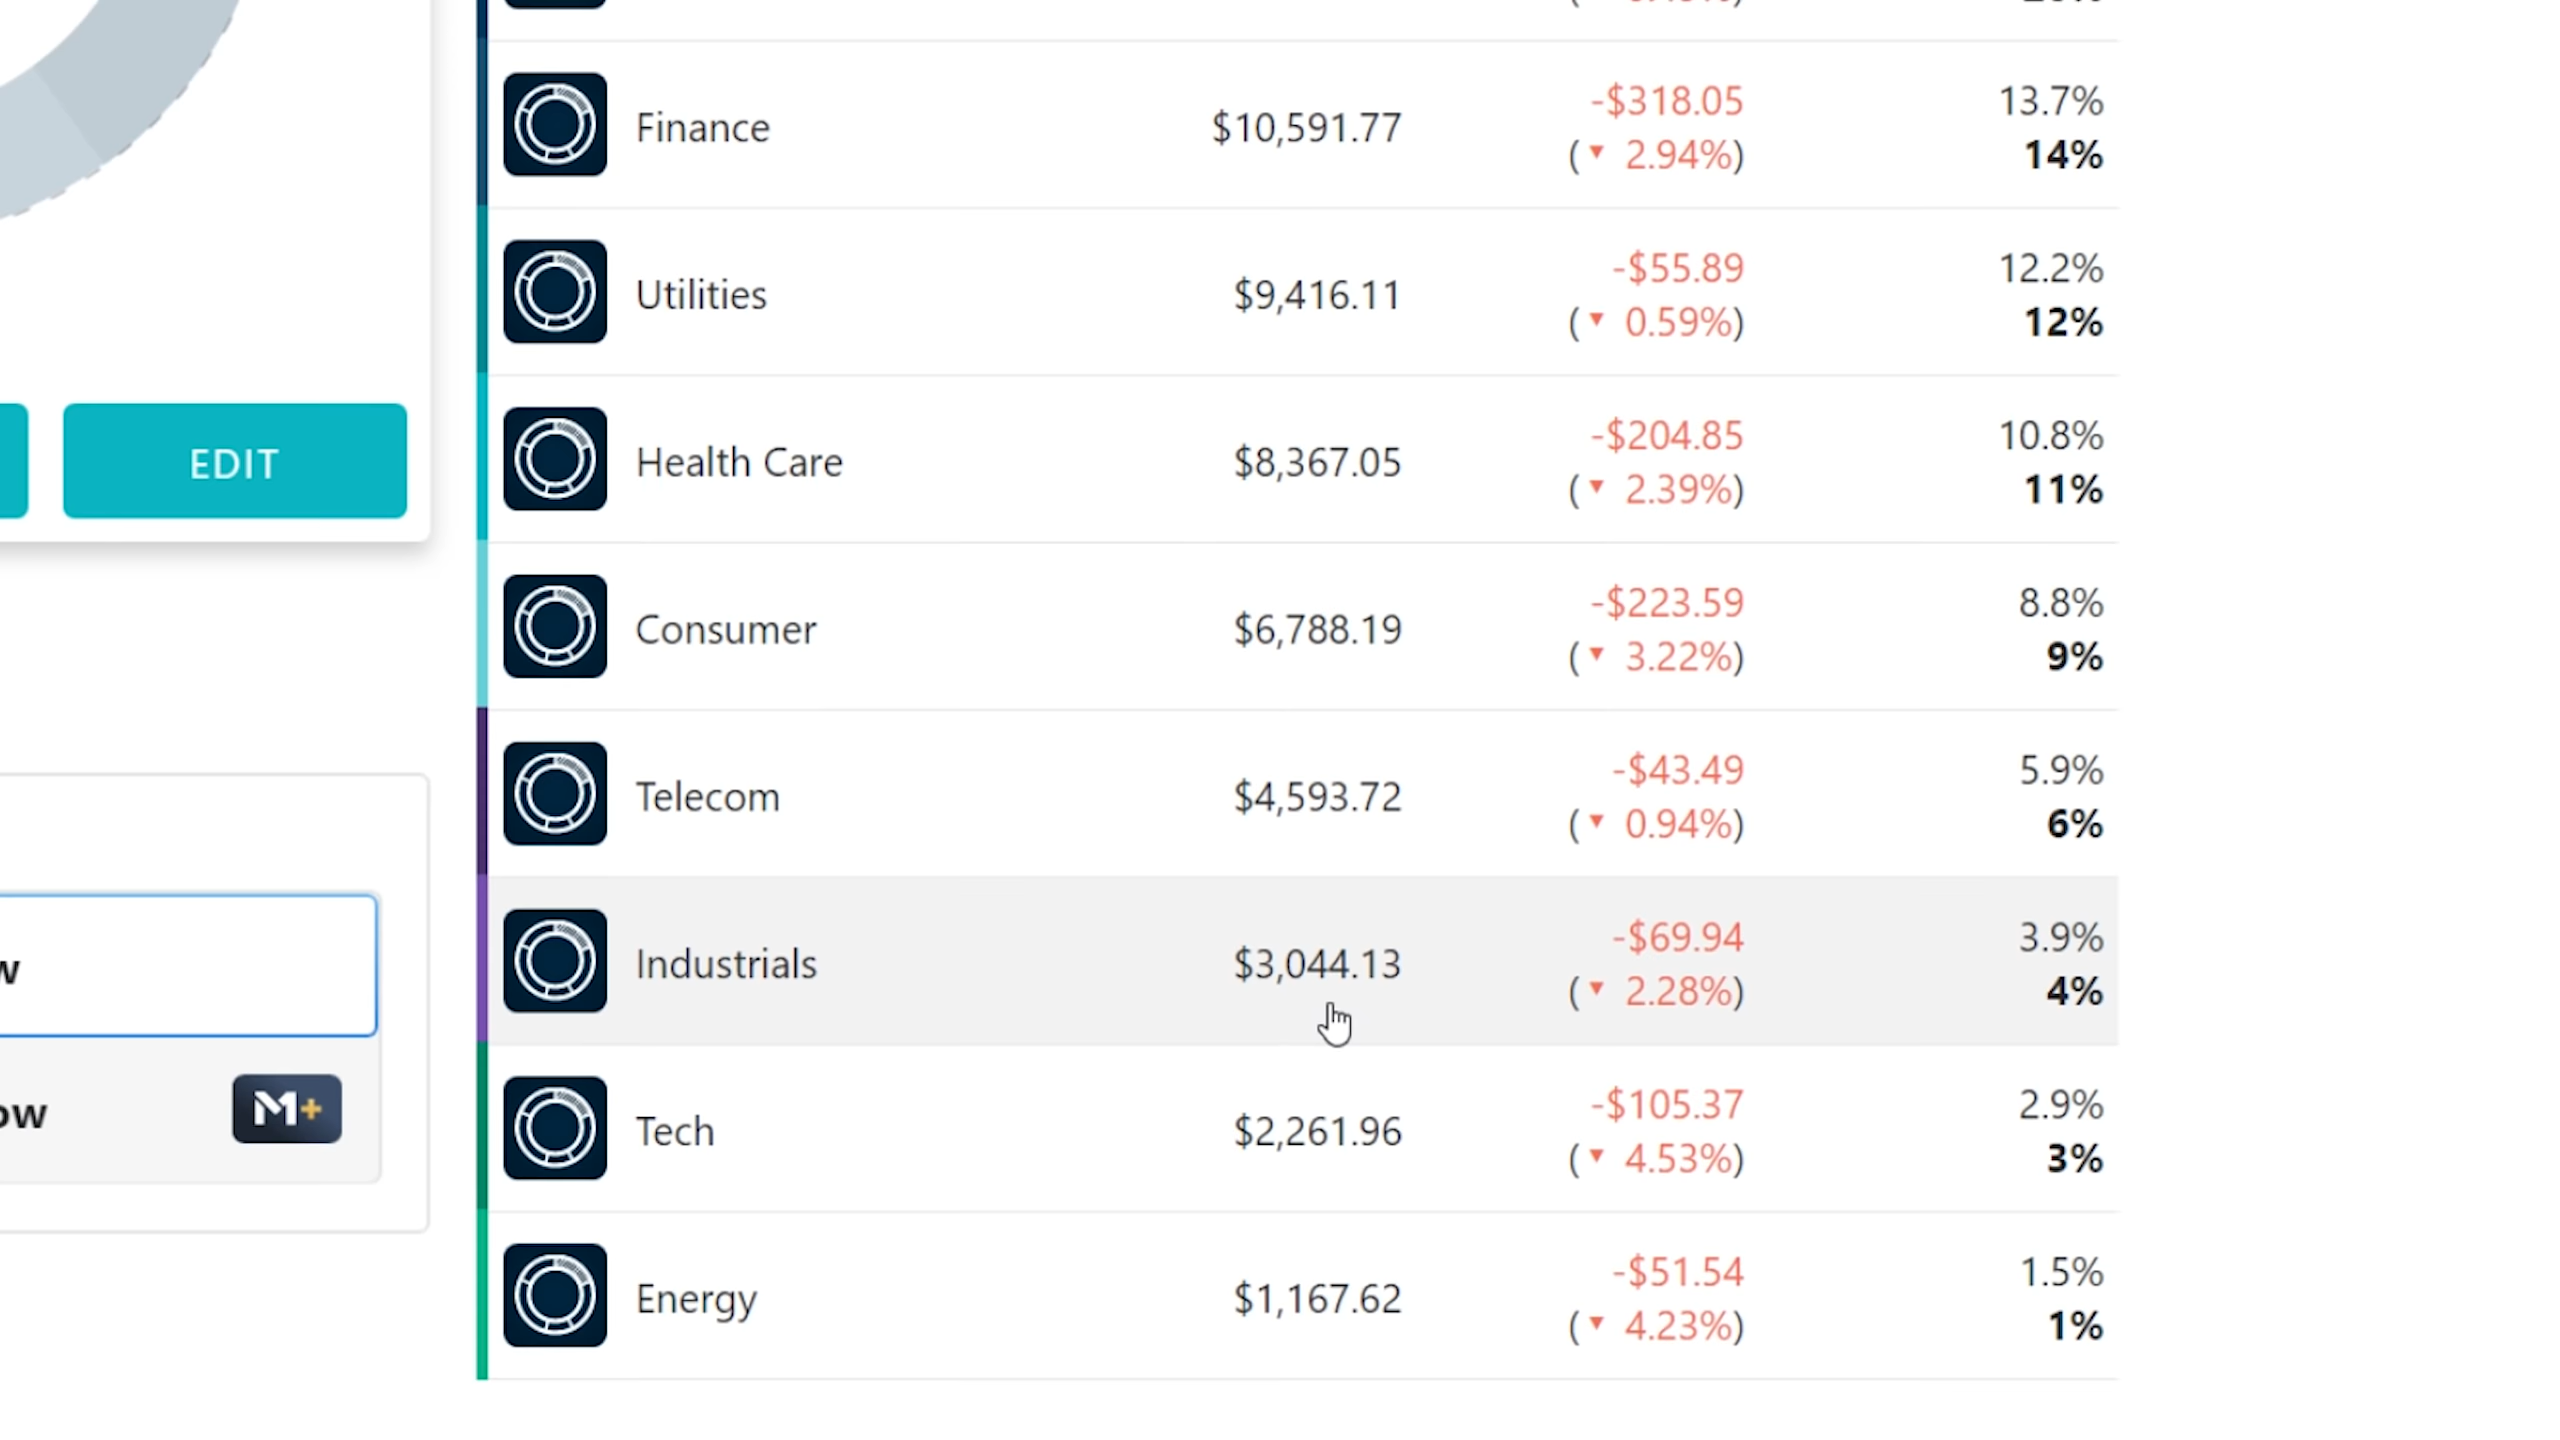 Finance $10,591.77 -$318.05 13.7%
(▼ 2.94%) 14%
Utilities $9,416.11 -$55.89 12.2%
(▼ 0.59%) 12%
Health Care $8,367.05 -$204.85 10.8%
(▼ 2.39%) 11%
EDIT
Consumer $6,788.19 -$223.59 8.8%
(▼ 3.22%) 9%
Telecom $4,593.72 -$43.49 5.9%
(▼ 0.94%) 6%
Industrials $3,044.13 -$69.94 3.9%
(▼ 2.28%) 4%
M+
Tech $2,261.96 -$105.37 2.9%
(▼ 4.53%) 3%
Energy $1,167.62 -$51.54 1.5%
(▼ 4.23%) 1%